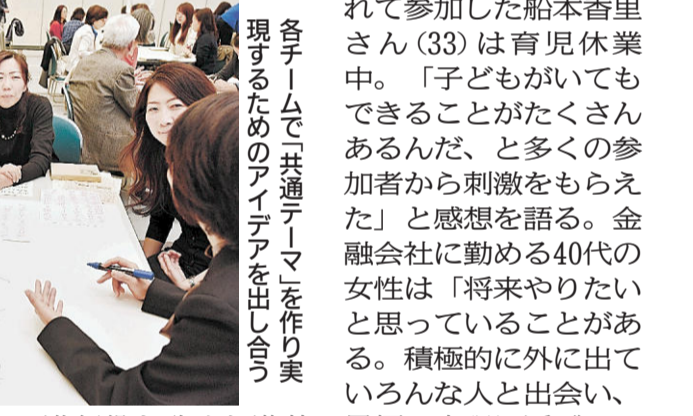 各チームで「共通テーマ」を作り実
現するためのアイデアを出し合う
れて参加した船本香里
さん(33)は育児休業
中。「子どもがいても
できることがたくさん
あるんだ、と多くの参
加者から刺激をもらえ
た」と感想を語る。金
融会社に勤める40代の
女性は「将来やりたい
と思っていることがあ
る。積極的に外に出て
いろんな人と出会い、